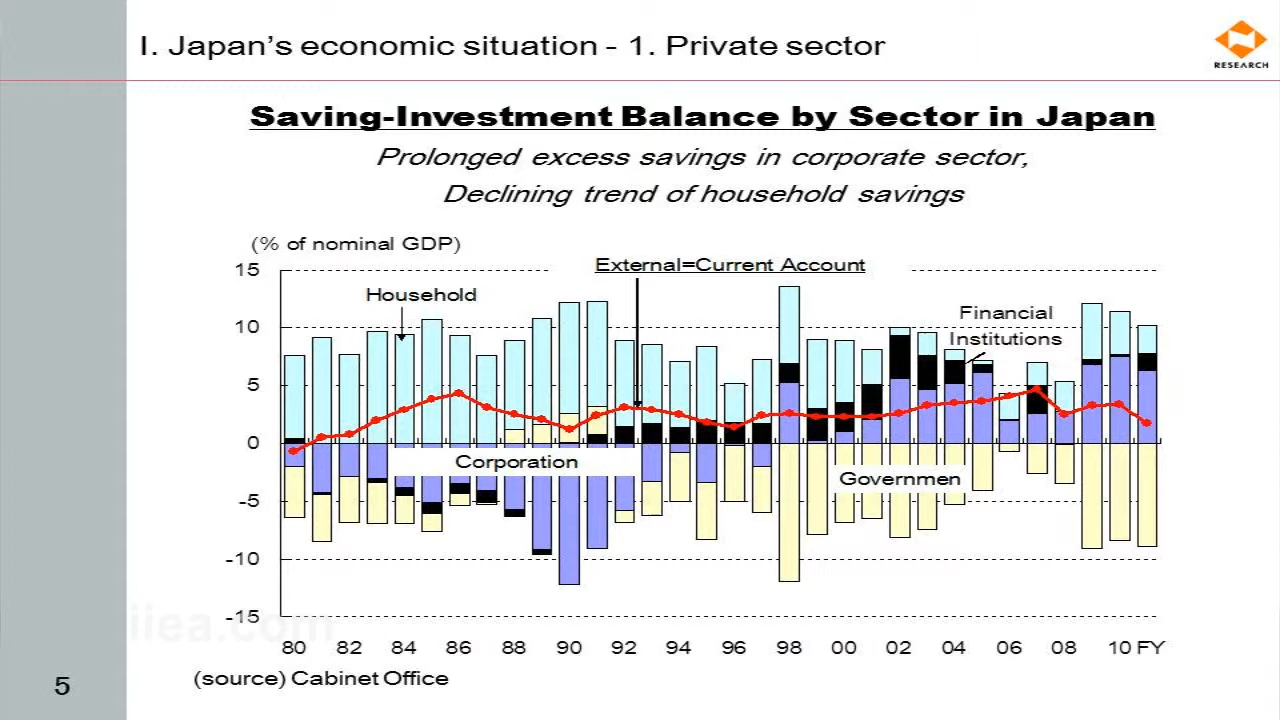 I. Japan's economic situation - 1. Private sector
RESEARCH
Saving-Investment Balance by Sector in Japan
Prolonged excess savings in corporate sector,
Declining trend of household savings
(% of nominal GDP)
External=Current Account
15
Household
Financial
Institutions
10
5
0
Corporation
Governmen
-5
-10
-15
iiea.com
80 82 84 86 88 90 92 94 96 98 00 02 04 06 08 10 FY
(source) Cabinet Office
5